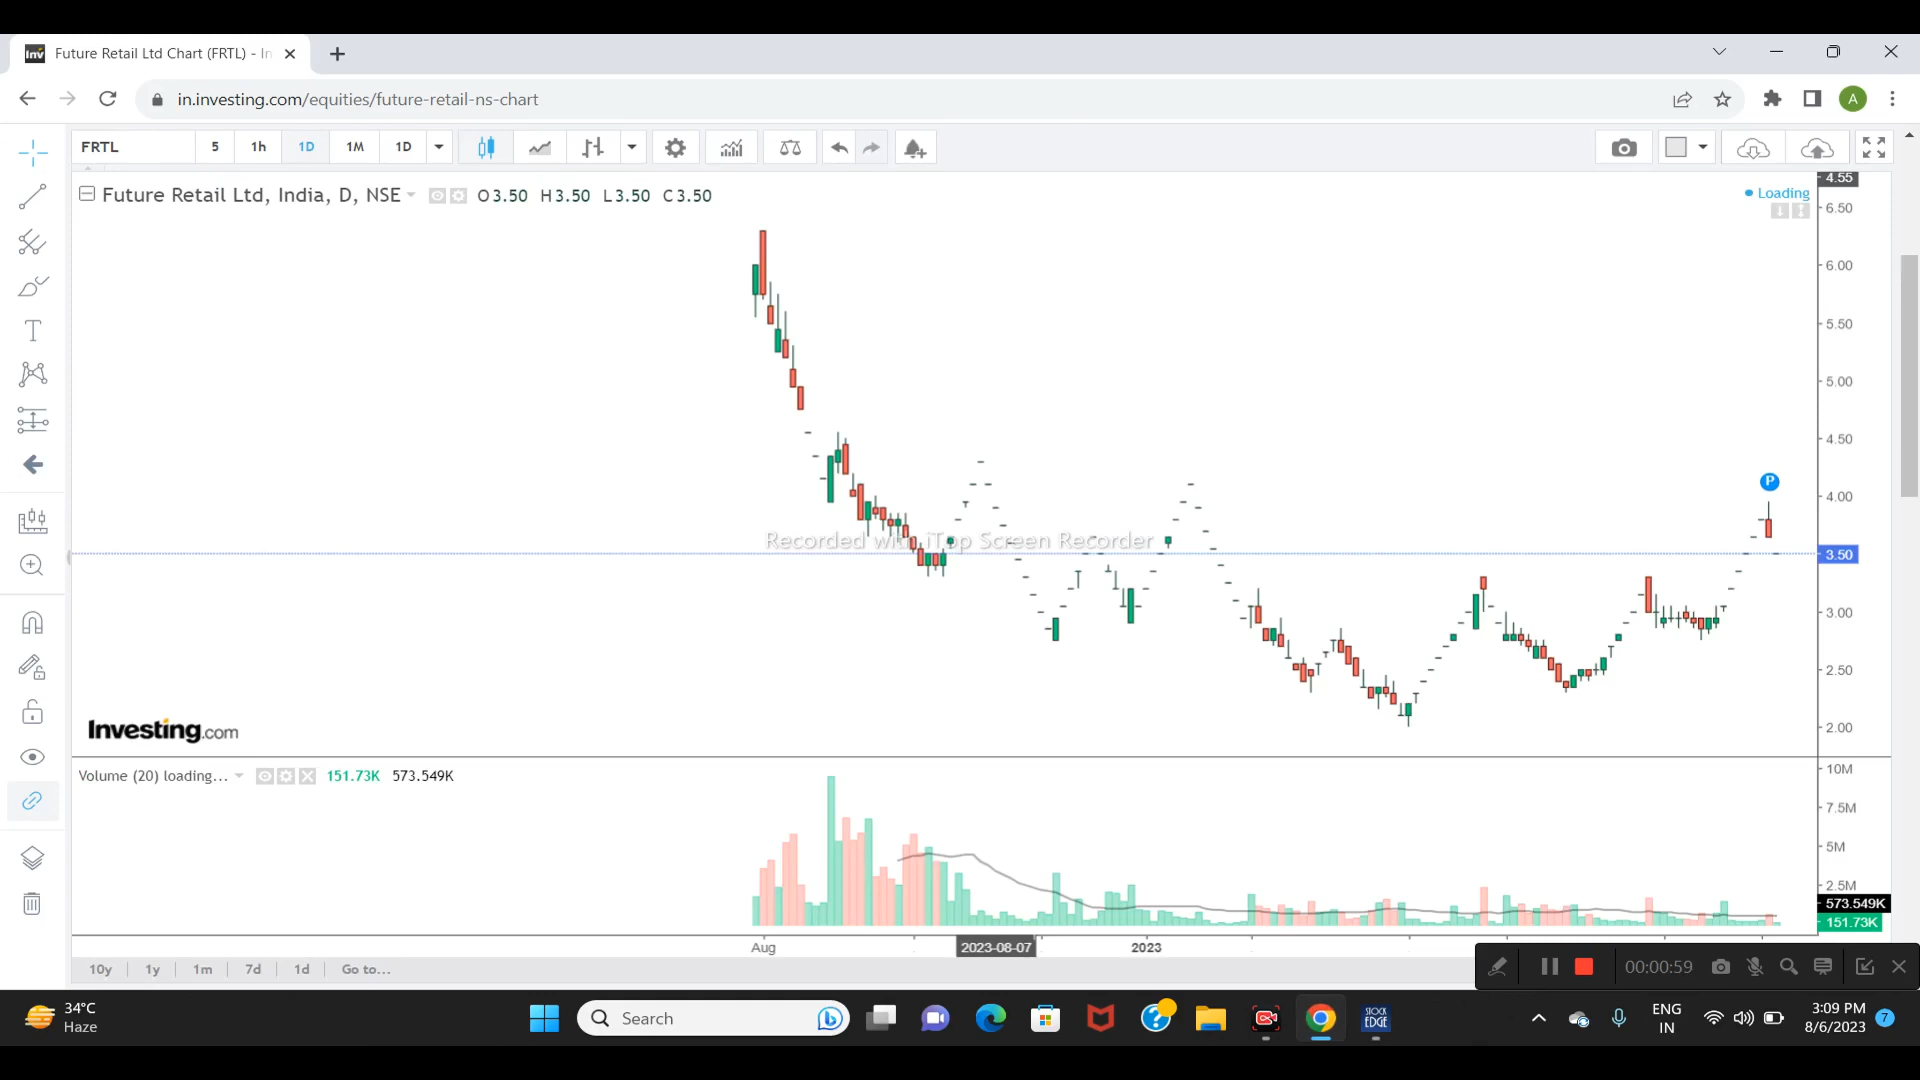 Inv Future Retail Ltd Chart (FRTL) - In
in.investing.com/equities/future-retail-ns-chart
A
FRTL 5 1h 1D 1M 1D
Future Retail Ltd, India, D, NSE O3.50 H3.50 L3.50 C3.50
4.55
Loading
6.50
6.00
5.50
5.00
4.50
P
4.00
Recorded with iTop Screen Recorder
3.50
3.00
2.50
2.00
Investing.com
Volume (20) loading... 151.73K 573.549K
10M
7.5M
5M
2.5M
573.549K
151.73K
Aug 2023-08-07 2023
10y 1y 1m 7d 1d Go to...
00:00:59
34°C
Haze
Search
STOCK
EDGE
ENG
IN
3:09 PM
8/6/2023
7